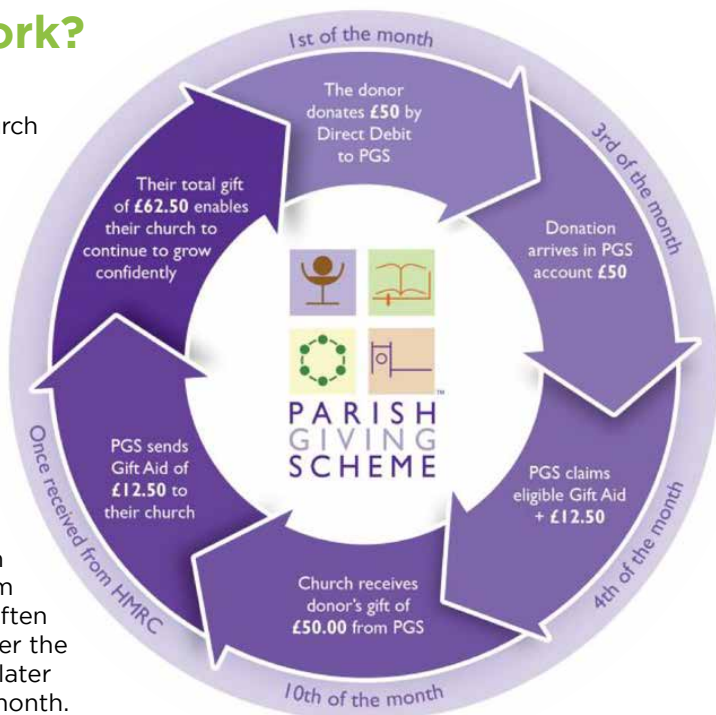 ork?
urch
1st of the month
The donor
donates £50 by
Direct Debit
to PGS
3rd of the month
Donation
arrives in PGS
account £50
4th of the month
PGS claims
eligible Gift Aid
+ £12.50
10th of the month
Church receives
donor's gift of
£50.00 from PGS
Once received from HMRC
PGS sends
Gift Aid of
£12.50 to
their church
Their total gift
of £62.50 enables
their church to
continue to grow
confidently
PARISH
GIVING
SCHEME™
n
m
ften
er the
later
month.